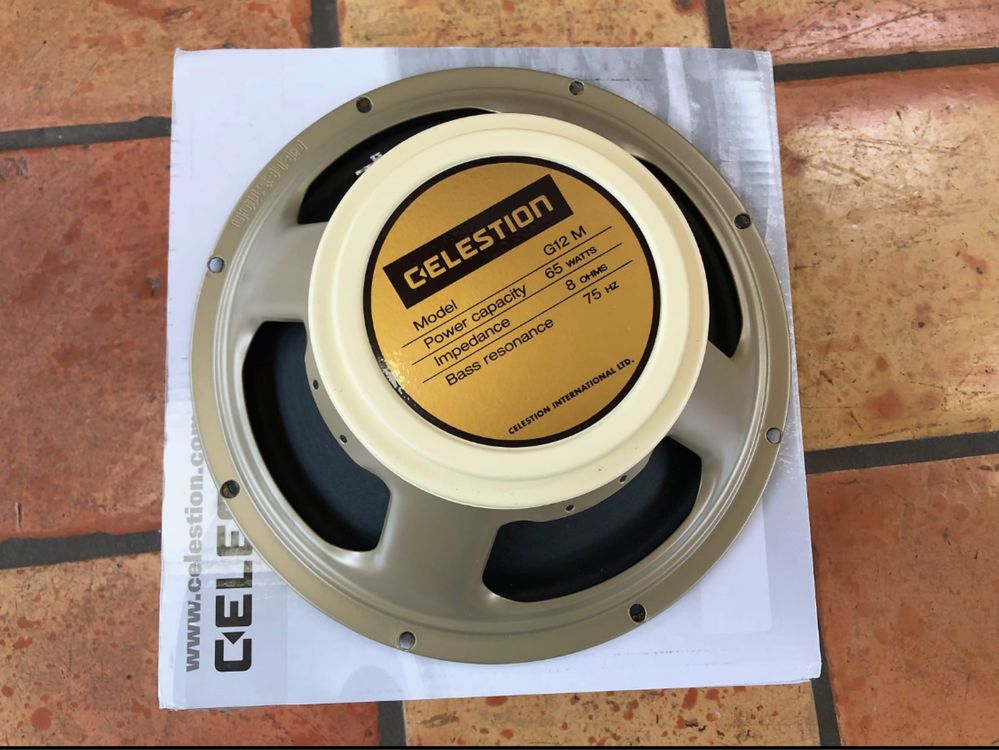 CELESTION
Model G12 M
Power capacity 65 WATTS
Impedance 8 OHMS
Bass resonance 75 HZ
CELESTION INTERNATIONAL LTD.
www.celestion.com